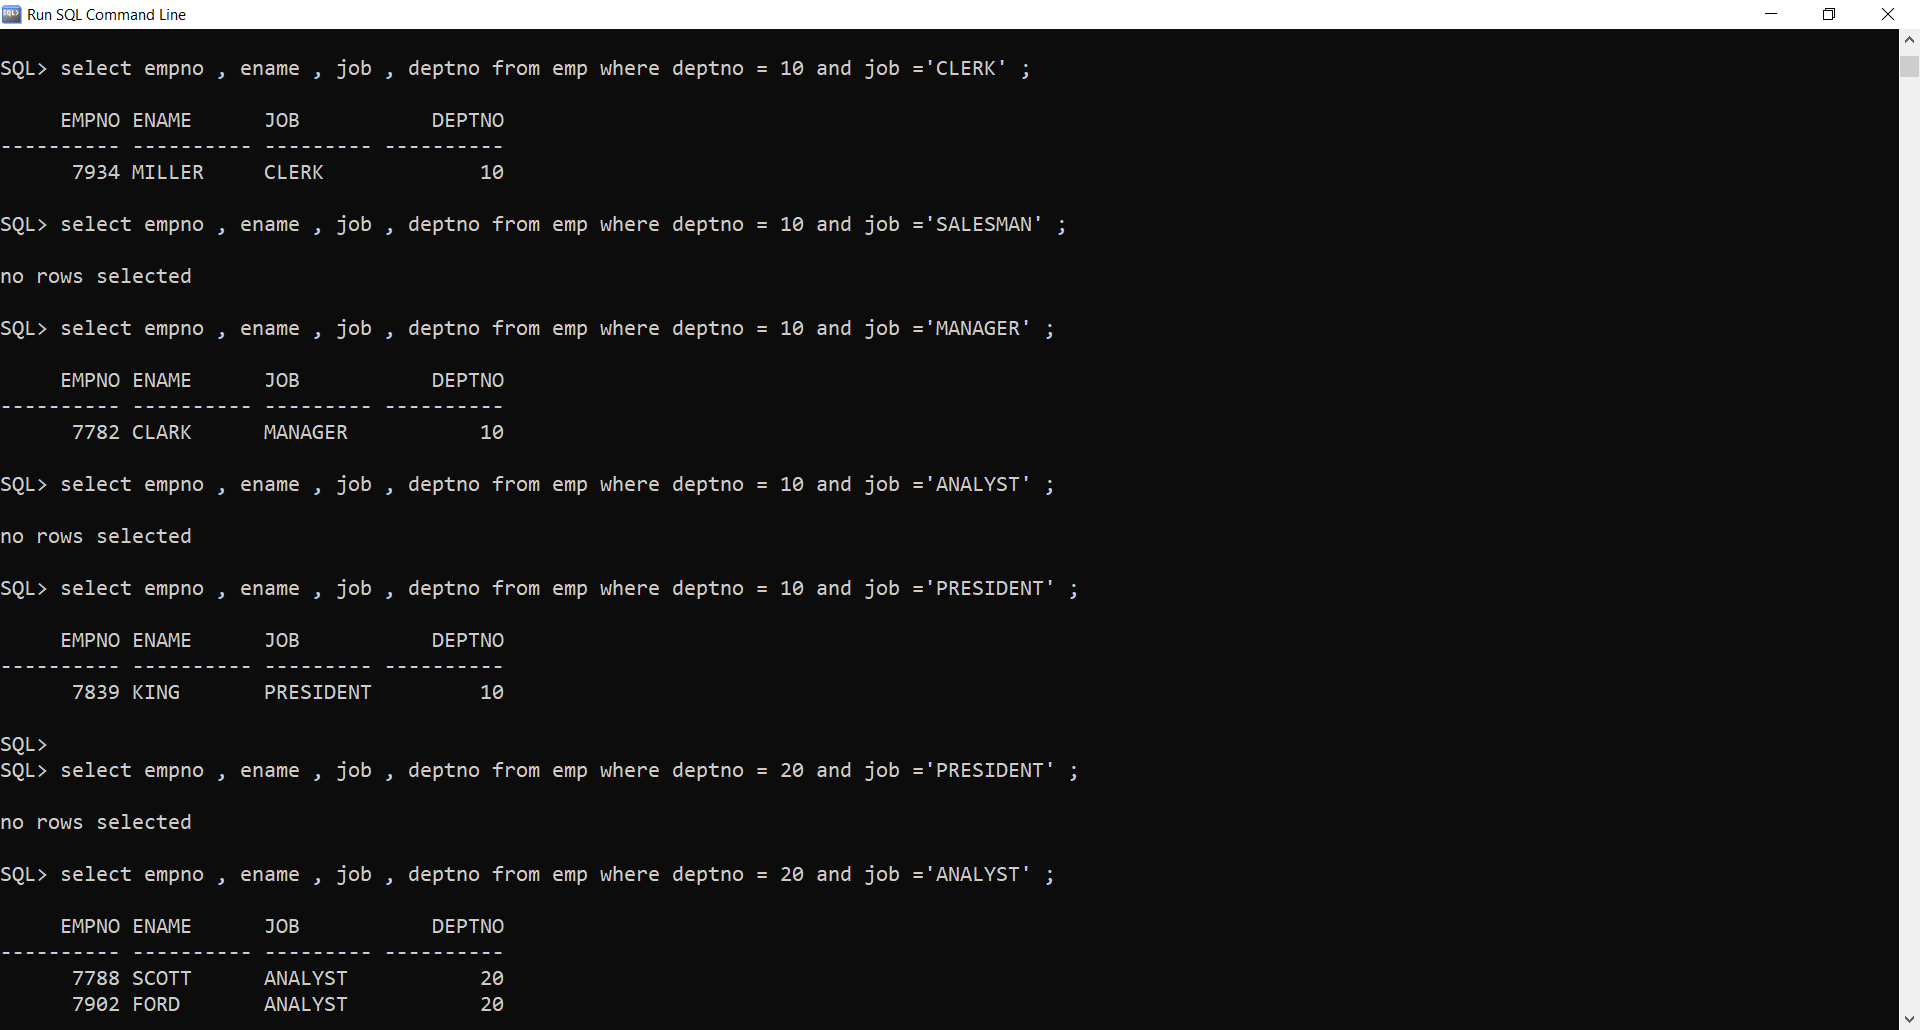 Run SQL Command Line
SQL> select empno , ename , job , deptno from emp where deptno = 10 and job ='CLERK' ;
     EMPNO ENAME      JOB           DEPTNO
---------- ---------- --------- ----------
      7934 MILLER     CLERK             10
SQL> select empno , ename , job , deptno from emp where deptno = 10 and job ='SALESMAN' ;
no rows selected
SQL> select empno , ename , job , deptno from emp where deptno = 10 and job ='MANAGER' ;
     EMPNO ENAME      JOB           DEPTNO
---------- ---------- --------- ----------
      7782 CLARK      MANAGER           10
SQL> select empno , ename , job , deptno from emp where deptno = 10 and job ='ANALYST' ;
no rows selected
SQL> select empno , ename , job , deptno from emp where deptno = 10 and job ='PRESIDENT' ;
     EMPNO ENAME      JOB           DEPTNO
---------- ---------- --------- ----------
      7839 KING       PRESIDENT         10
SQL>
SQL> select empno , ename , job , deptno from emp where deptno = 20 and job ='PRESIDENT' ;
no rows selected
SQL> select empno , ename , job , deptno from emp where deptno = 20 and job ='ANALYST' ;
     EMPNO ENAME      JOB           DEPTNO
---------- ---------- --------- ----------
      7788 SCOTT      ANALYST           20
      7902 FORD       ANALYST           20